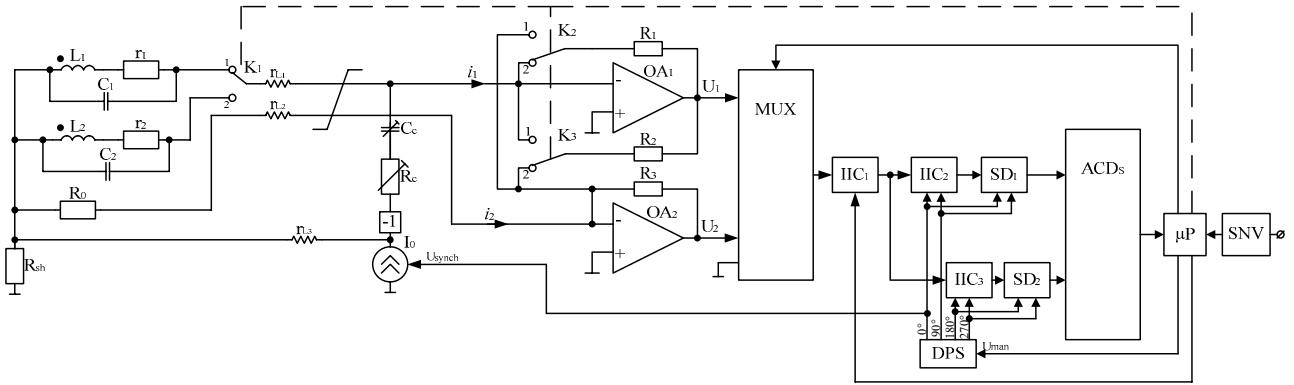 L1
r1
C1
K1
1
2
rL1
rL2
L2
r2
C2
R0
rL3
Rsh
Cc
Rc
-1
I0
Usynch
i1
i2
1
K2
2
R1
-
OA1
+
U1
1
K3
2
R2
R3
-
OA2
+
U2
MUX
IIC1
IIC2
SD1
IIC3
SD2
ACDs
μP
SNV
0°
90°
180°
270°
DPS
Uman